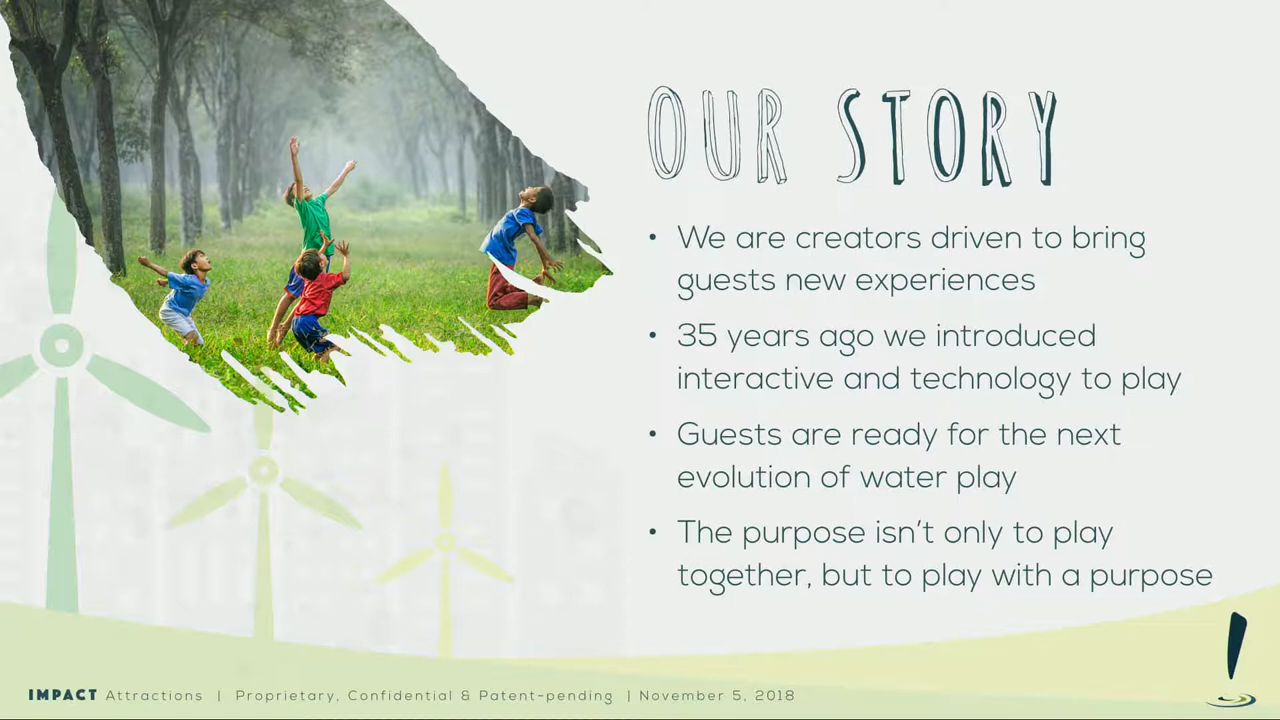 OUR STORY
• We are creators driven to bring
guests new experiences
• 35 years ago we introduced
interactive and technology to play
• Guests are ready for the next
evolution of water play
• The purpose isn't only to play
together, but to play with a purpose
IMPACT Attractions | Proprietary, Confidential & Patent-pending | November 5, 2018